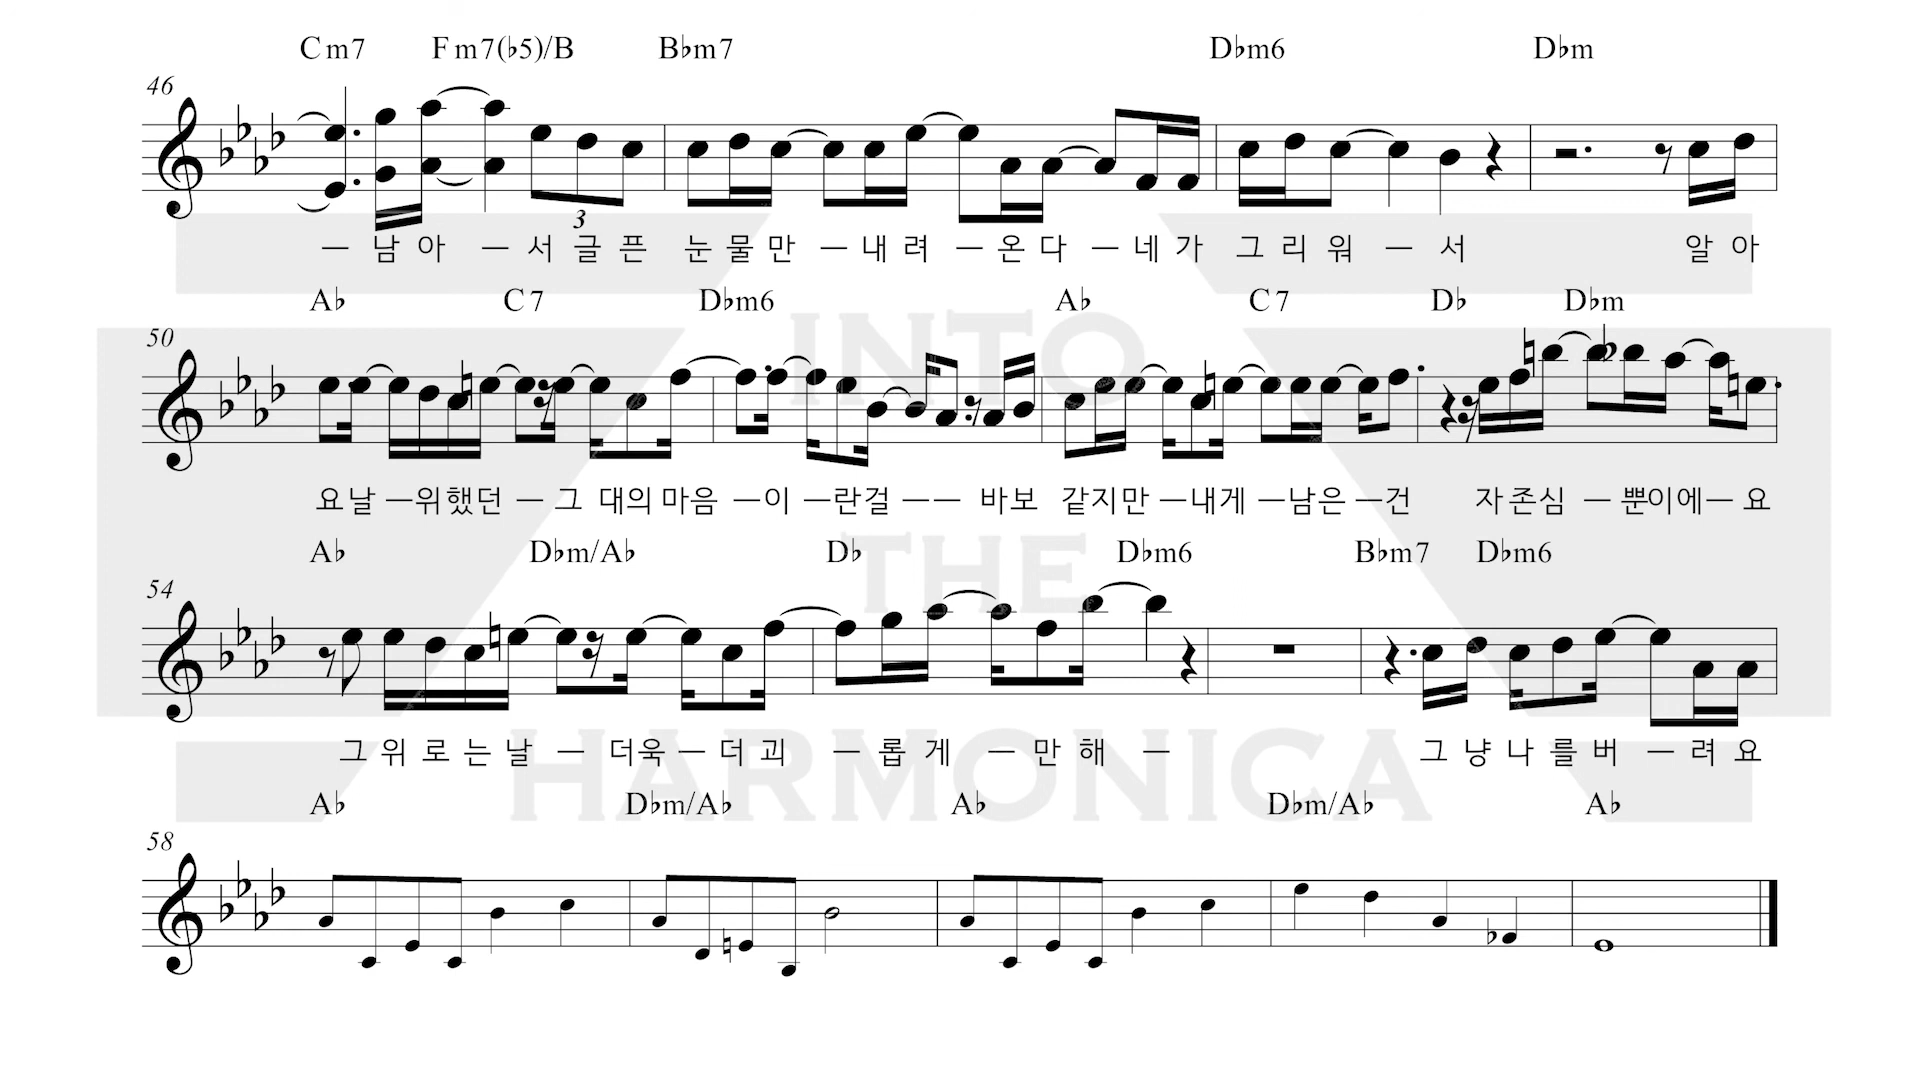 Cm7 Fm7(♭5)/B B♭m7 D♭m6 D♭m
46
3
— 남 아 — 서 글 픈 눈 물 만 — 내 려 — 온 다 — 네 가 그 리 워 — 서 알 아
A♭ C7 D♭m6 A♭ C7 D♭ D♭m
50
요 날 — 위 했 던 — 그 대 의 마 음 — 이 — 란 걸 — — 바 보 같 지 만 — 내 게 — 남 은 — 건 자 존 심 — 뿐 이 에 — 요
A♭ D♭m/A♭ D♭ D♭m6 B♭m7 D♭m6
54
그 위 로 는 날 — 더 욱 — 더 괴 — 롭 게 — 만 해 — 그 냥 나 를 버 — 려 요
A♭ D♭m/A♭ A♭ D♭m/A♭ A♭
58
INTO
THE
HARMONICA